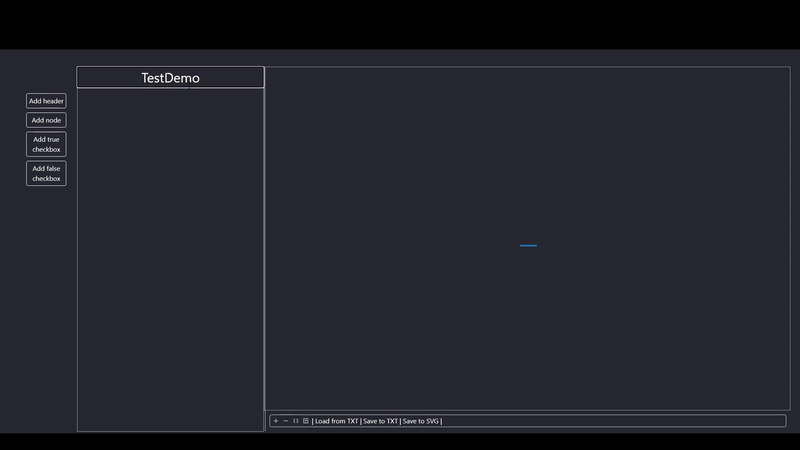 TestDemo
Add header
Add node
Add true
checkbox
Add false
checkbox
+ − | Load from TXT | Save to TXT | Save to SVG |